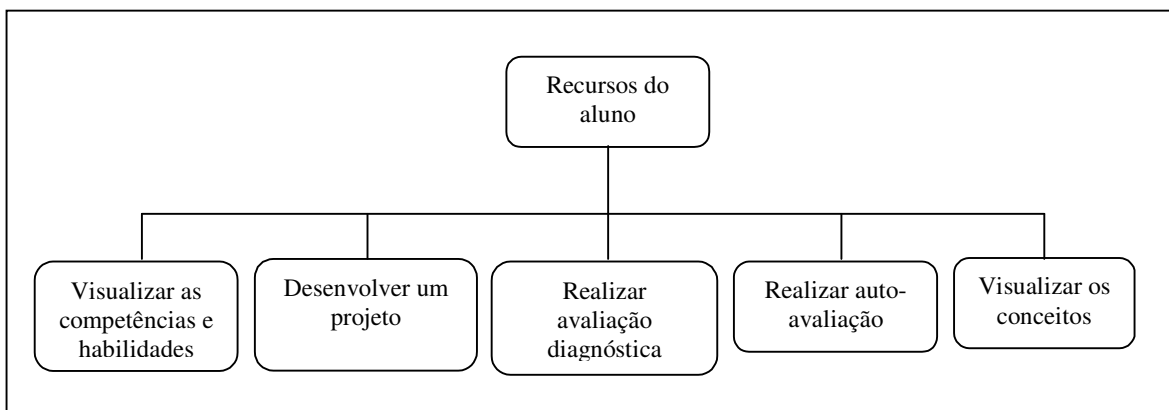 Recursos do
aluno
Visualizar as
competências e
habilidades
Desenvolver um
projeto
Realizar
avaliação
diagnóstica
Realizar auto-
avaliação
Visualizar os
conceitos